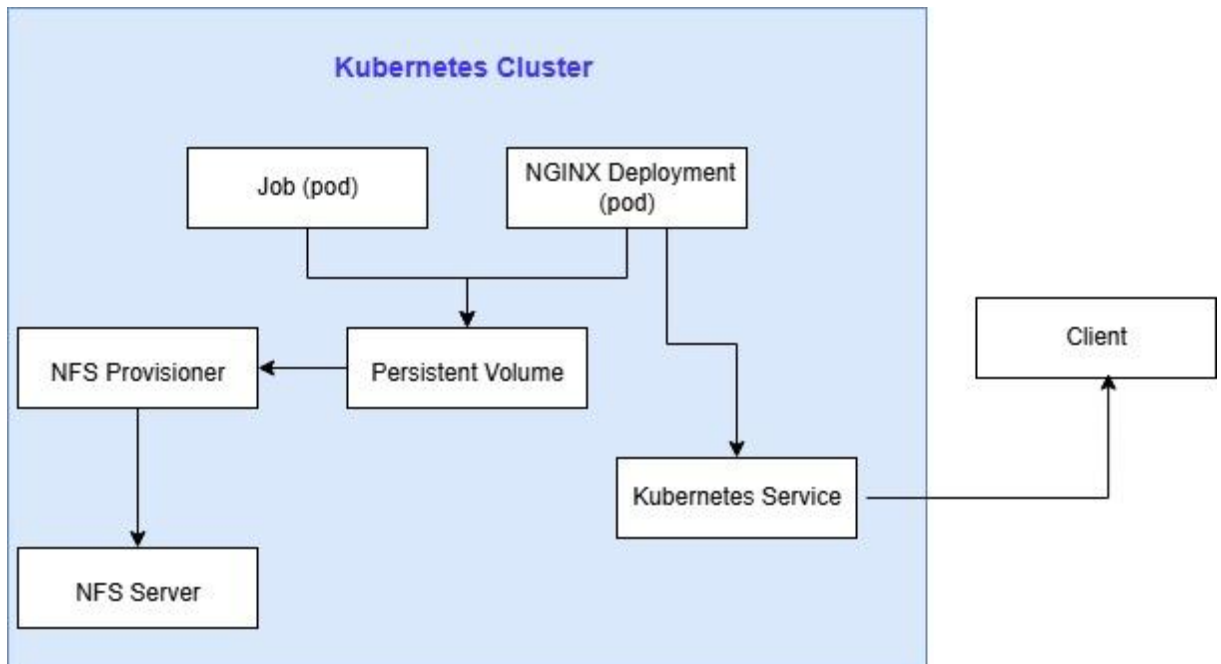 Kubernetes Cluster
Job (pod)
NGINX Deployment
(pod)
NFS Provisioner
Persistent Volume
Client
Kubernetes Service
NFS Server